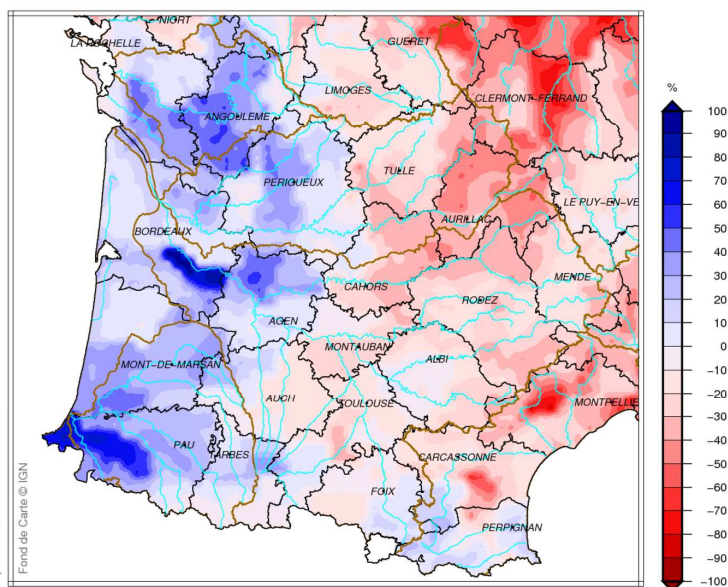 NIORT
LA ROCHELLE
GUERET
LIMOGES
CLERMONT-FERRAND
ANGOULEME
TULLE
PERIGUEUX
LE PUY-EN-VE
AURILLAC
BORDEAUX
MENDE
CAHORS
RODEZ
AGEN
MONTAUBAN
ALBI
MONT-DE-MARSAN
AUCH
TOULOUSE
MONTPELLIE
PAU
ARBES
CARCASSONNE
FOIX
PERPIGNAN
Fond de Carte © IGN
%
100
90
80
70
60
50
40
30
20
10
0
-10
-20
-30
-40
-50
-60
-70
-80
-90
-100